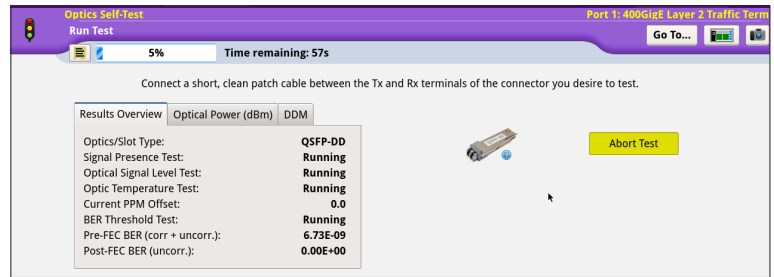 Optics Self-Test
Port 1: 400GigE Layer 2 Traffic Term
Run Test
Go To...
5%
Time remaining: 57s
Connect a short, clean patch cable between the Tx and Rx terminals of the connector you desire to test.
Results Overview Optical Power (dBm) DDM
Optics/Slot Type: QSFP-DD
Signal Presence Test: Running
Optical Signal Level Test: Running
Optic Temperature Test: Running
Current PPM Offset: 0.0
BER Threshold Test: Running
Pre-FEC BER (corr + uncorr.): 6.73E-09
Post-FEC BER (uncorr.): 0.00E+00
Abort Test